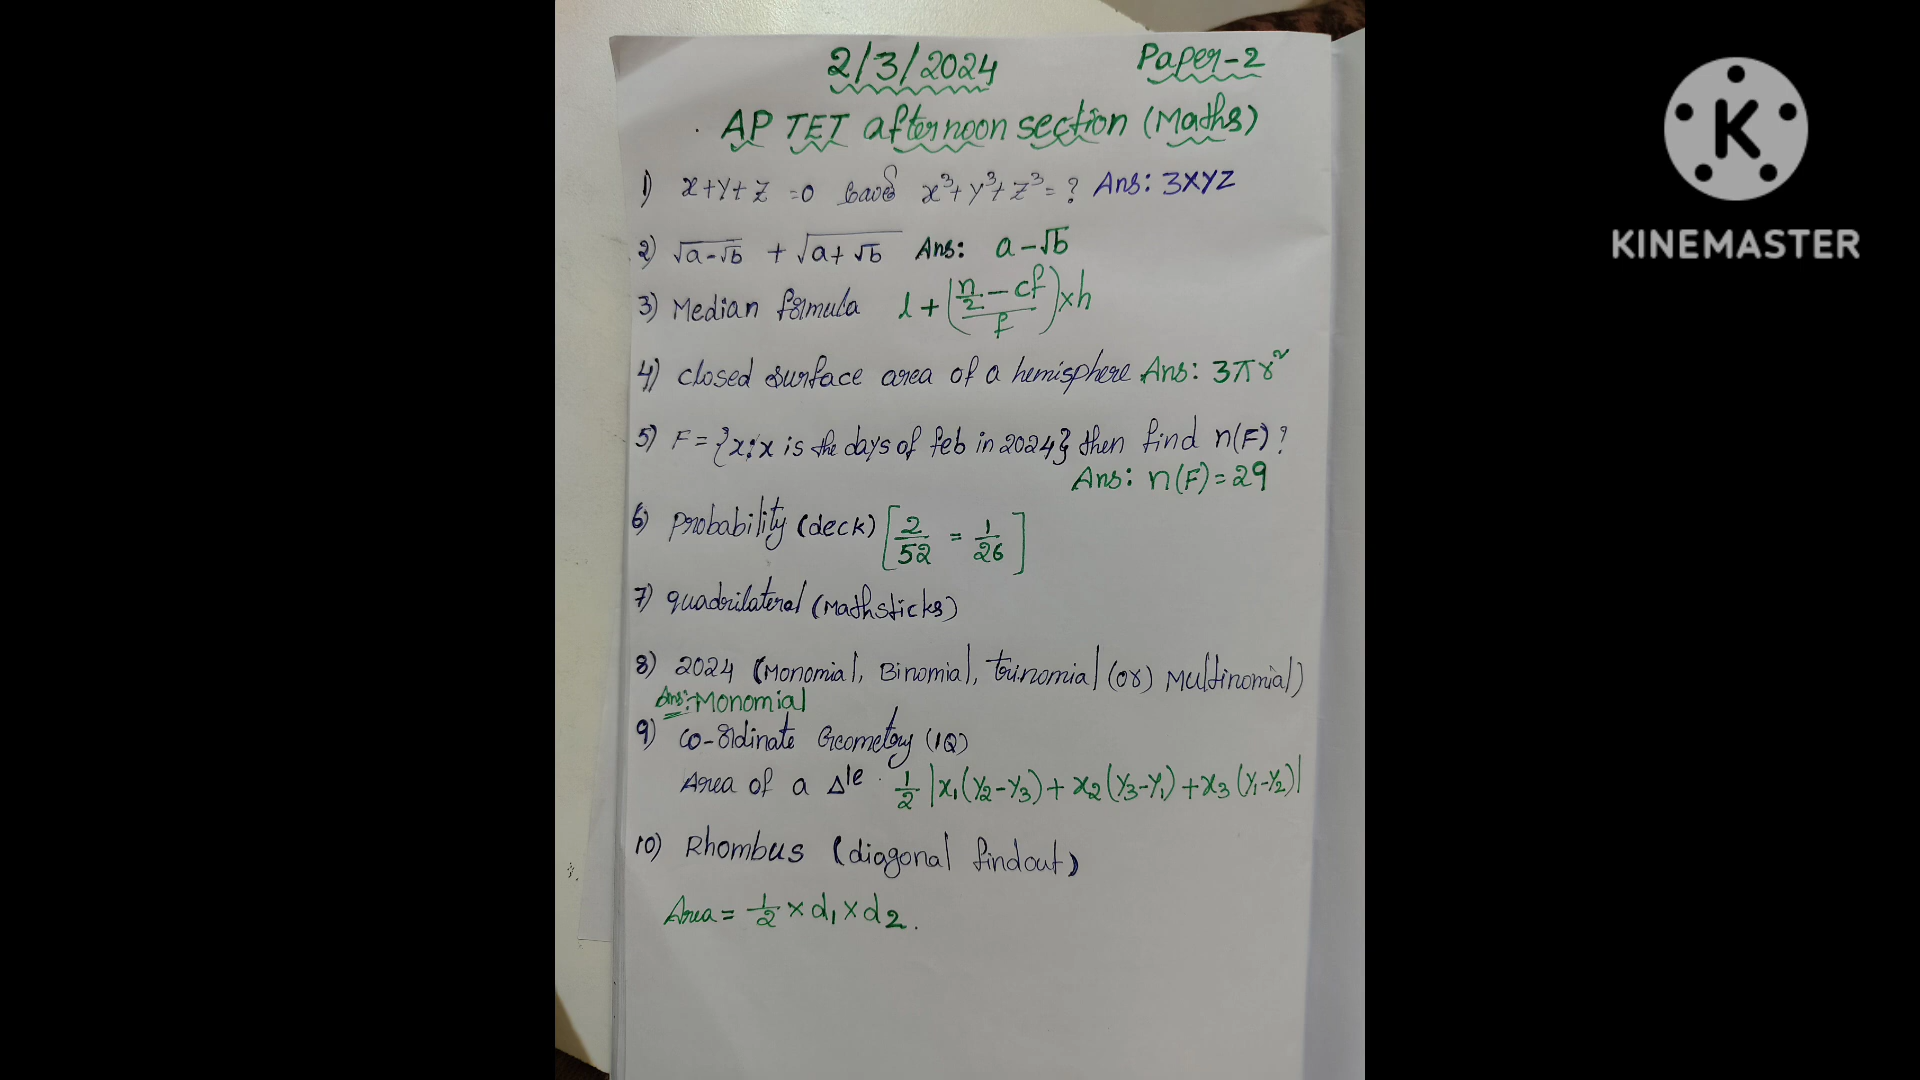 2/3/2024 Paper-2
AP TET afternoon section (Maths)
1) x+y+z =0 అయితే x³+y³+z³=? Ans: 3xyz
2) √a-√b + √a+√b Ans: a-√b
3) Median formula l + (n/2 - cf / f) × h
4) closed surface area of a hemisphere Ans: 3πr²
5) F = {x:x is the days of feb in 2024} then find n(F)?
Ans: n(F)=29
6) Probability (deck) [2/52 = 1/26]
7) quadrilateral (Mathsticks)
8) 2024 (Monomial, Binomial, trinomial (or) Multinomial)
Ans:-Monomial
9) co-ordinate Geometry (1Q)
Area of a Δle. 1/2 |x₁(y₂-y₃)+x₂(y₃-y₁)+x₃(y₁-y₂)|
10) Rhombus (diagonal findout)
Area = 1/2 × d₁ × d₂.
K
KINEMASTER